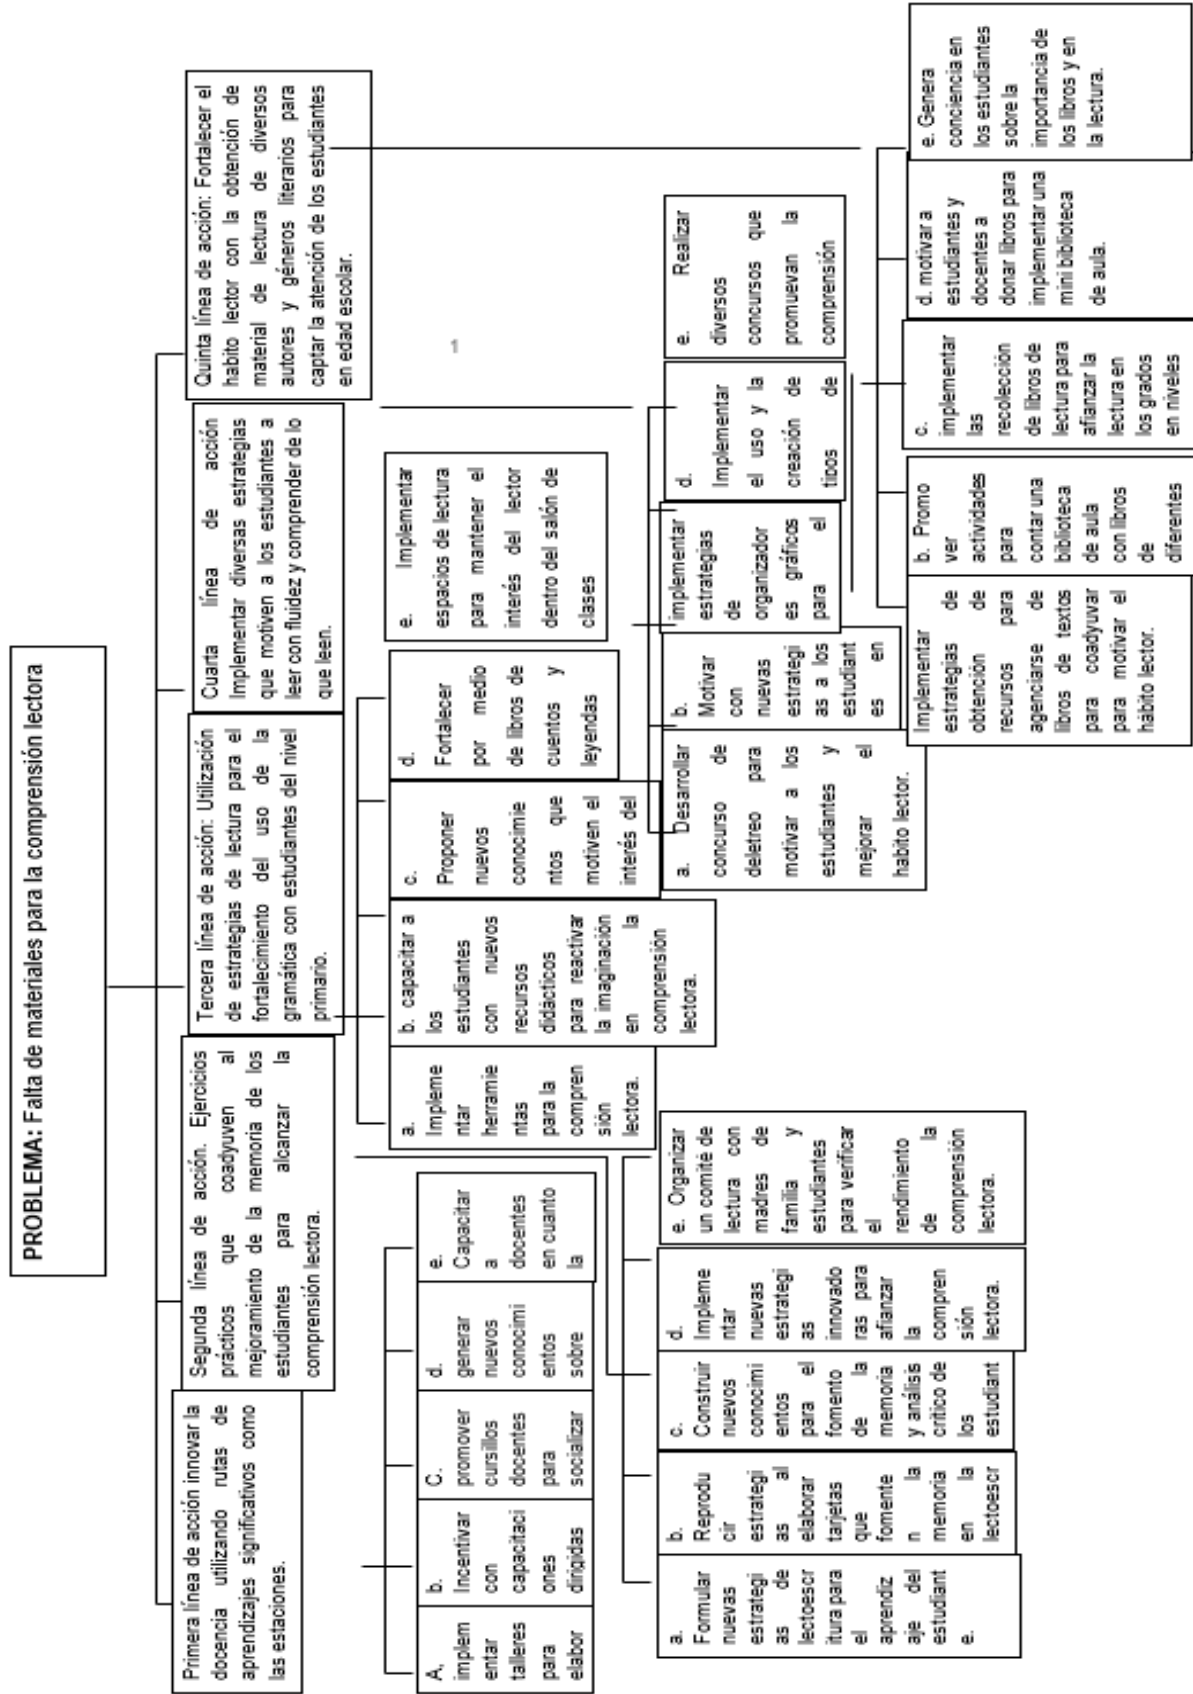 PROBLEMA: Falta de materiales para la comprensión lectora
Primera línea de acción innovar la
docencia utilizando rutas de
aprendizajes significativos como
las estaciones.
Segunda línea de acción. Ejercicios
prácticos que coadyuven al
mejoramiento de la memoria de los
estudiantes para alcanzar la
comprensión lectora.
Tercera línea de acción: Utilización
de estrategias de lectura para el
fortalecimiento del uso de la
gramática con estudiantes del nivel
primario.
Cuarta línea de acción
Implementar diversas estrategias
que motiven a los estudiantes a
leer con fluidez y comprender de lo
que leen.
Quinta línea de acción: Fortalecer el
habito lector con la obtención de
material de lectura de diversos
autores y géneros literarios para
captar la atención de los estudiantes
en edad escolar.
A.
implem
entar
talleres
para
elabor
b.
Incentivar
con
capacitaci
ones
dirigidas
C.
promover
cursillos
docentes
para
socializar
d.
generar
nuevos
conocimi
entos
sobre
e.
Capacitar
a
docentes
en cuanto
la
a.
Impleme
ntar
herramie
ntas
para la
compren
sión
lectora.
b. capacitar a
los
estudiantes
con nuevos
recursos
didácticos
para reactivar
la imaginación
en la
comprensión
lectora.
c.
Proponer
nuevos
conocimie
ntos que
motiven el
interés del
d.
Fortalecer
por medio
de libros de
cuentos y
leyendas
e. Implementar
espacios de lectura
para mantener el
interés del lector
dentro del salón de
clases
a.
Formular
nuevas
estrategi
as de
lectoescr
itura para
el
aprendiz
aje del
estudiant
e.
b.
Reprodu
cir
estrategi
as al
elaborar
tarjetas
que
fomente
n la
memoria
en la
lectoescr
c.
Construir
nuevos
conocimi
entos
para el
fomento
de la
memoria
y análisis
crítico de
los
estudiant
d.
Impleme
ntar
nuevas
estrategi
as
innovado
ras para
afianzar
la
compren
sión
lectora.
e. Organizar
un comité de
lectura con
madres de
familia y
estudiantes
para verificar
el
rendimiento
de la
comprensión
lectora.
a. Desarrollar
concurso de
deletreo para
motivar a los
estudiantes y
mejorar el
habito lector.
b.
Motivar
con
nuevas
estrategi
as a los
estudiant
es en
implementar
estrategias
de
organizador
es gráficos
para el
d.
Implementar
el uso y la
creación de
tipos de
e. Realizar
diversos
concursos que
promuevan la
comprensión
Implementar
estrategias de
obtención de
recursos para
agenciarse de
libros de textos
para coadyuvar
para motivar el
hábito lector.
b. Promo
ver
actividades
para
contar una
biblioteca
de aula
con libros
de
diferentes
c.
implementar
las
recolección
de libros de
lectura para
afianzar la
lectura en
los grados
en niveles
d. motivar a
estudiantes y
docentes a
donar libros para
implementar una
mini biblioteca
de aula.
e. Genera
conciencia en
los estudiantes
sobre la
importancia de
los libros y en
la lectura.